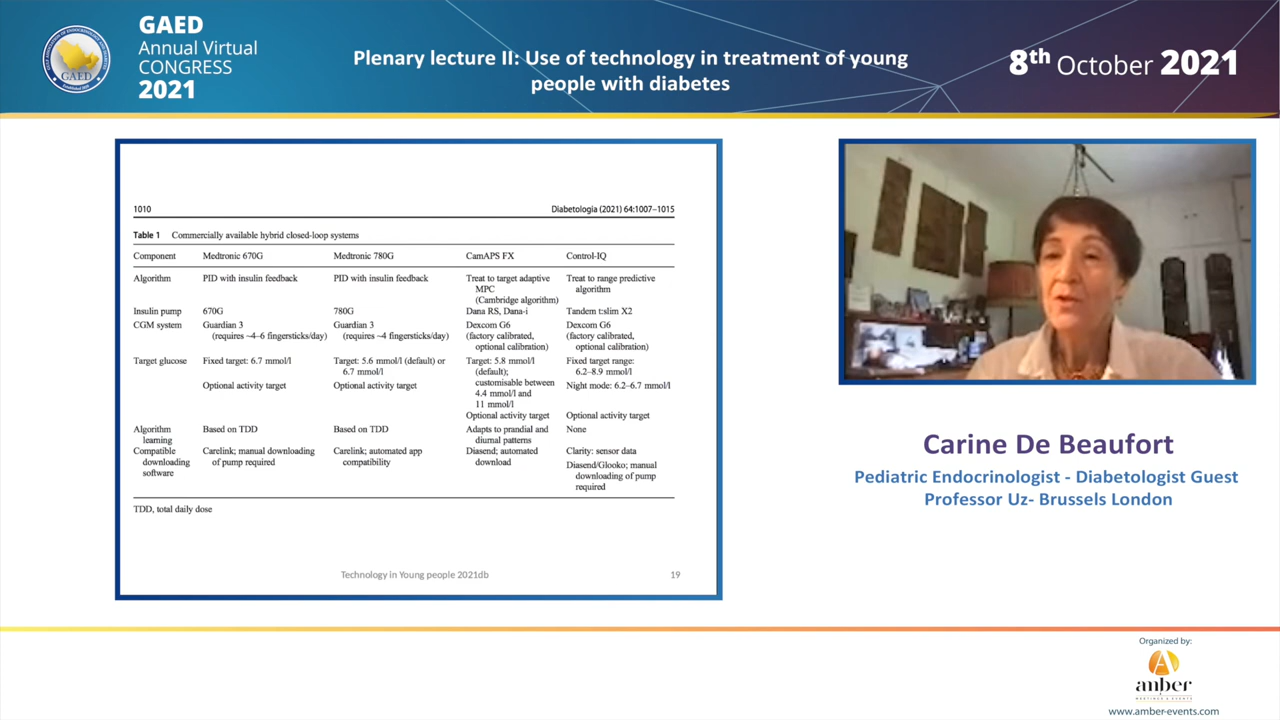 GAED
Annual Virtual
CONGRESS
2021
GAED
Plenary lecture II: Use of technology in treatment of young
people with diabetes
8th October 2021
1010
Diabetologia (2021) 64:1007–1015
Table 1 Commercially available hybrid closed-loop systems
Component Medtronic 670G Medtronic 780G CamAPS FX Control-IQ
Algorithm PID with insulin feedback PID with insulin feedback Treat to target adaptive Treat to range predictive
MPC algorithm
(Cambridge algorithm)
Insulin pump 670G 780G Dana RS, Dana-i Tandem t:slim X2
CGM system Guardian 3 Guardian 3 Dexcom G6 Dexcom G6
(requires ~4–6 fingersticks/day) (requires ~4 fingersticks/day) (factory calibrated, (factory calibrated,
optional calibration) optional calibration)
Target glucose Fixed target: 6.7 mmol/l Target: 5.6 mmol/l (default) or Target: 5.8 mmol/l Fixed target range:
6.7 mmol/l (default); 6.2–8.9 mmol/l
Optional activity target Optional activity target customisable between Night mode: 6.2–6.7 mmol/l
4.4 mmol/l and
11 mmol/l
Optional activity target Optional activity target
Algorithm Based on TDD Based on TDD Adapts to prandial and None
learning diurnal patterns
Compatible Carelink; manual downloading Carelink; automated app Diasend; automated Clarity: sensor data
downloading of pump required compatibility download Diasend/Glooko; manual
software downloading of pump
required
TDD, total daily dose
Technology in Young people 2021db
19
Carine De Beaufort
Pediatric Endocrinologist - Diabetologist Guest
Professor Uz- Brussels London
Organized by:
anber
www.amber-events.com